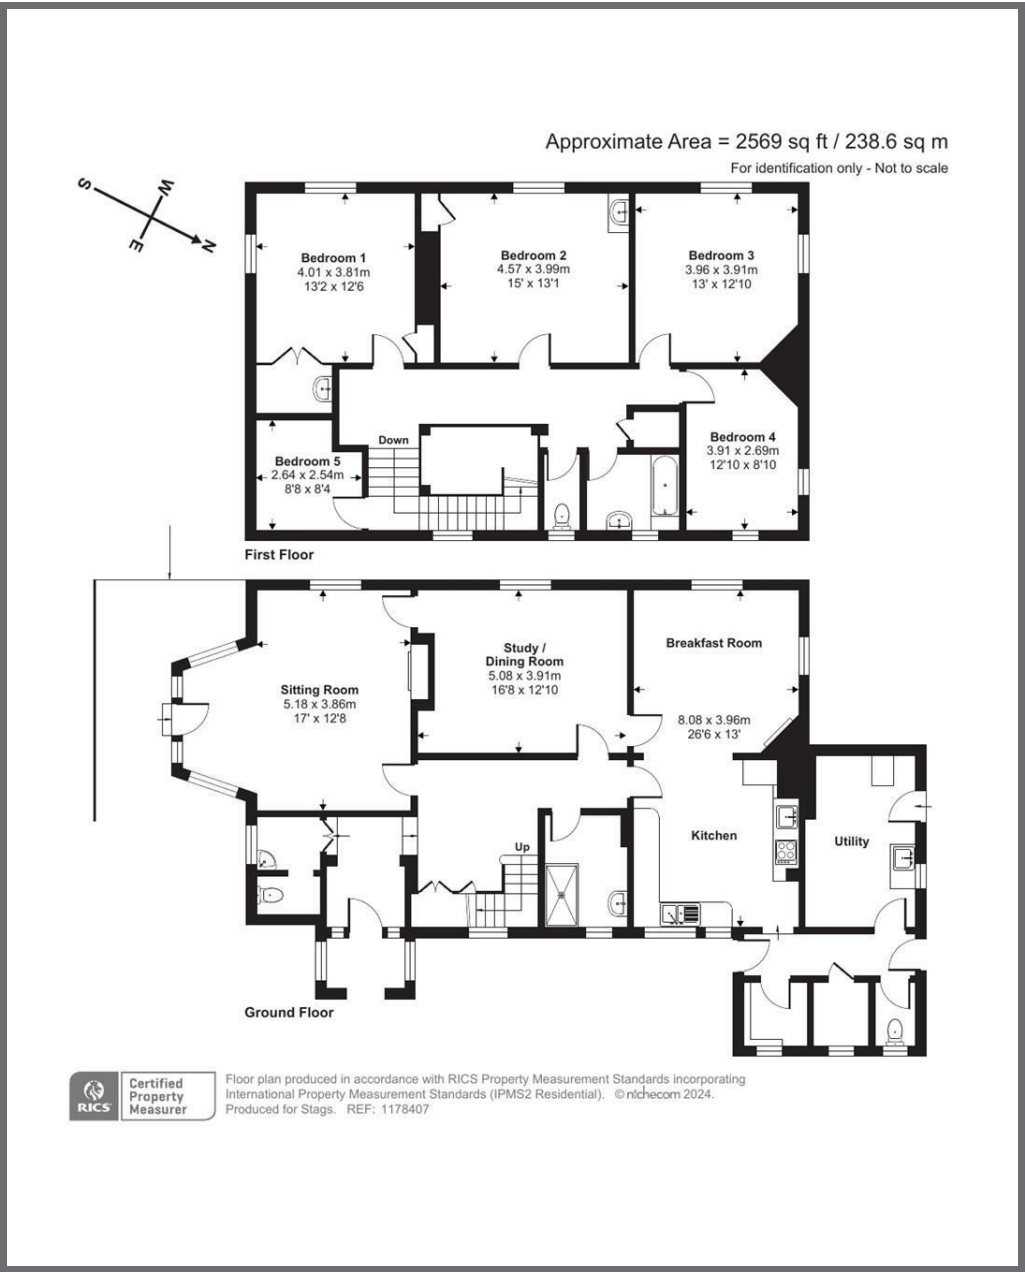 Approximate Area = 2569 sq ft / 238.6 sq m
For identification only - Not to scale
S
W
E
N
Bedroom 1
4.01 x 3.81m
13'2 x 12'6
Bedroom 2
4.57 x 3.99m
15' x 13'1
Bedroom 3
3.96 x 3.91m
13' x 12'10
Down
Bedroom 4
3.91 x 2.69m
12'10 x 8'10
Bedroom 5
2.64 x 2.54m
8'8 x 8'4
First Floor
Sitting Room
5.18 x 3.86m
17' x 12'8
Study /
Dining Room
5.08 x 3.91m
16'8 x 12'10
Breakfast Room
8.08 x 3.96m
26'6 x 13'
Kitchen
Utility
Up
Ground Floor
RICS
Certified
Property
Measurer
Floor plan produced in accordance with RICS Property Measurement Standards incorporating
International Property Measurement Standards (IPMS2 Residential). © nichecom 2024.
Produced for Stags. REF: 1178407